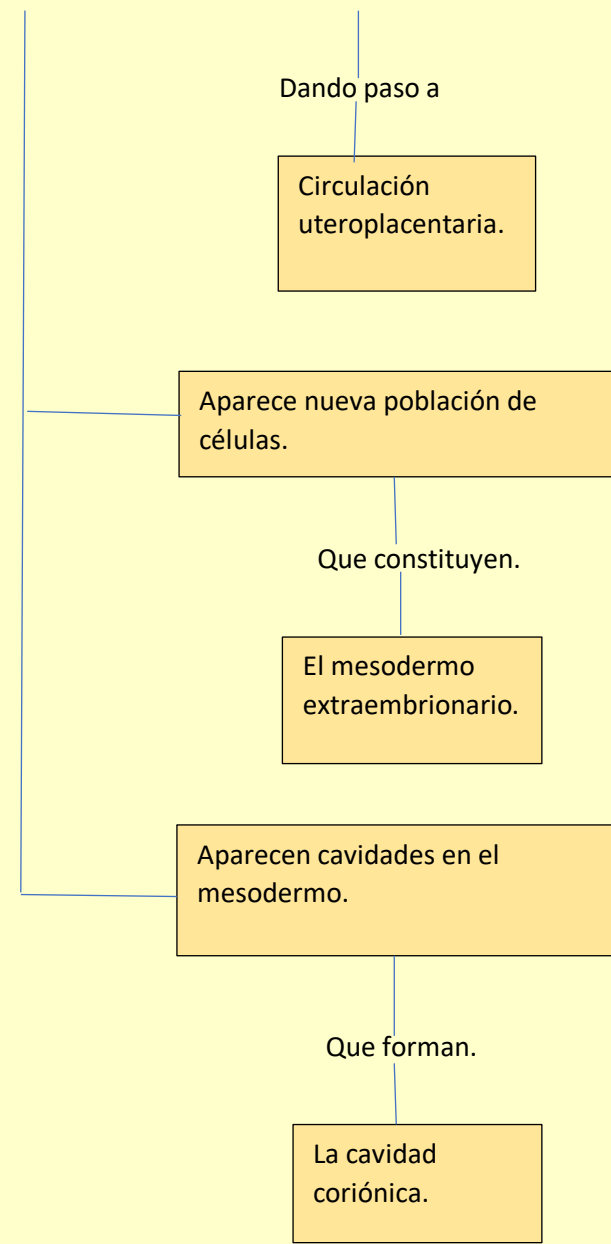 Dando paso a
Circulación
uteroplacentaria.
Aparece nueva población de
células.
Que constituyen.
El mesodermo
extraembrionario.
Aparecen cavidades en el
mesodermo.
Que forman.
La cavidad
coriónica.